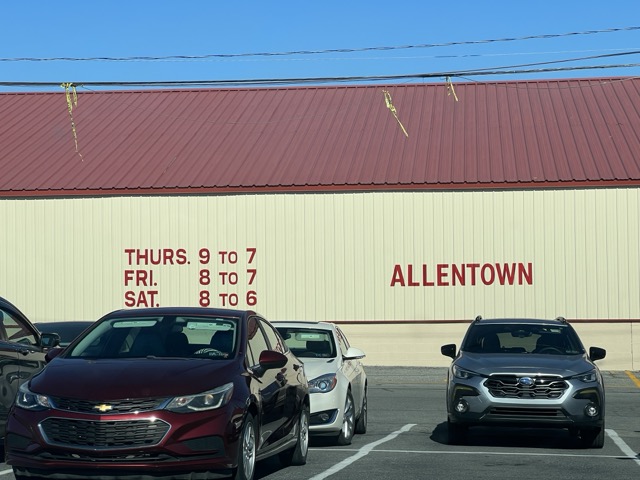 THURS. 9 TO 7
FRI. 8 TO 7
SAT. 8 TO 6
ALLENTOWN